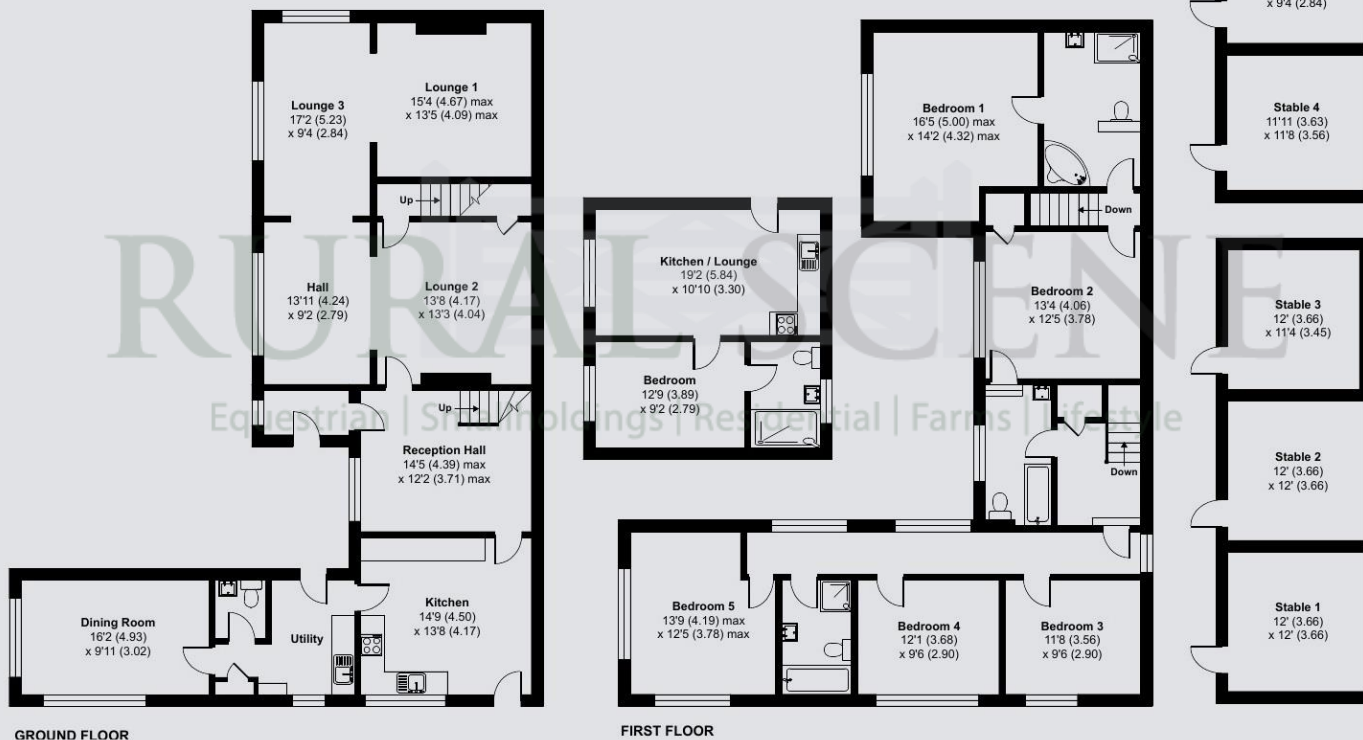 Lounge 3
17'2 (5.23)
x 9'4 (2.84)
Lounge 1
15'4 (4.67) max
x 13'5 (4.09) max
Up
Hall
13'11 (4.24)
x 9'2 (2.79)
Lounge 2
13'8 (4.17)
x 13'3 (4.04)
Up
Reception Hall
14'5 (4.39) max
x 12'2 (3.71) max
Dining Room
16'2 (4.93)
x 9'11 (3.02)
Utility
Kitchen
14'9 (4.50)
x 13'8 (4.17)
GROUND FLOOR
Kitchen / Lounge
19'2 (5.84)
x 10'10 (3.30)
Bedroom
12'9 (3.89)
x 9'2 (2.79)
Bedroom 1
16'5 (5.00) max
x 14'2 (4.32) max
Down
Bedroom 2
13'4 (4.06)
x 12'5 (3.78)
Down
Bedroom 5
13'9 (4.19) max
x 12'5 (3.78) max
Bedroom 4
12'1 (3.68)
x 9'6 (2.90)
Bedroom 3
11'8 (3.56)
x 9'6 (2.90)
FIRST FLOOR
x 9'4 (2.84)
Stable 4
11'11 (3.63)
x 11'8 (3.56)
Stable 3
12' (3.66)
x 11'4 (3.45)
Stable 2
12' (3.66)
x 12' (3.66)
Stable 1
12' (3.66)
x 12' (3.66)
RURAL SCENE
Equestrian | Smallholdings | Residential | Farms | Lifestyle